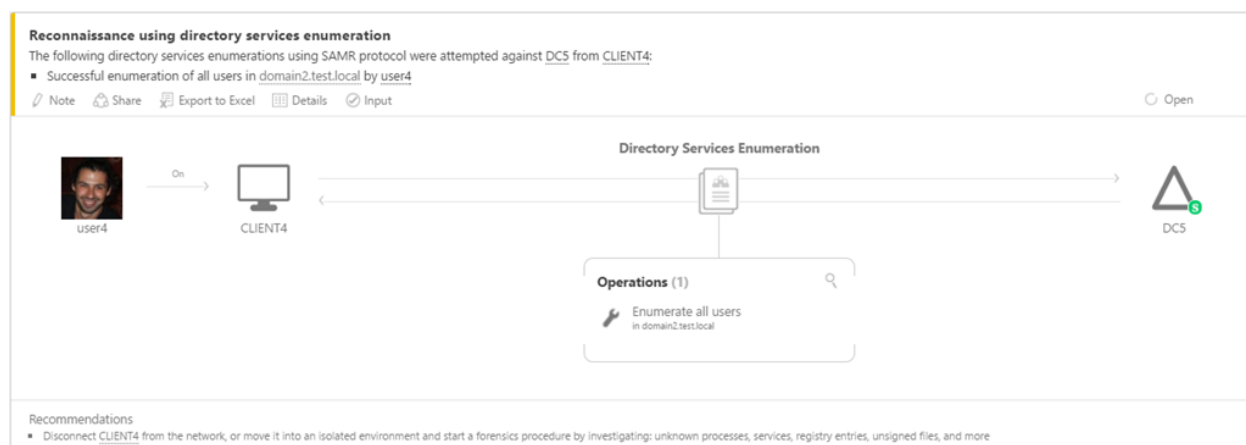 Reconnaissance using directory services enumeration
The following directory services enumerations using SAMR protocol were attempted against DC5 from CLIENT4:
▪ Successful enumeration of all users in domain2.test.local by user4
Note Share Export to Excel Details Input Open
Directory Services Enumeration
On
user4 CLIENT4 DC5
S
Operations (1)
Enumerate all users
in domain2.test.local
Recommendations
▪ Disconnect CLIENT4 from the network, or move it into an isolated environment and start a forensics procedure by investigating: unknown processes, services, registry entries, unsigned files, and more